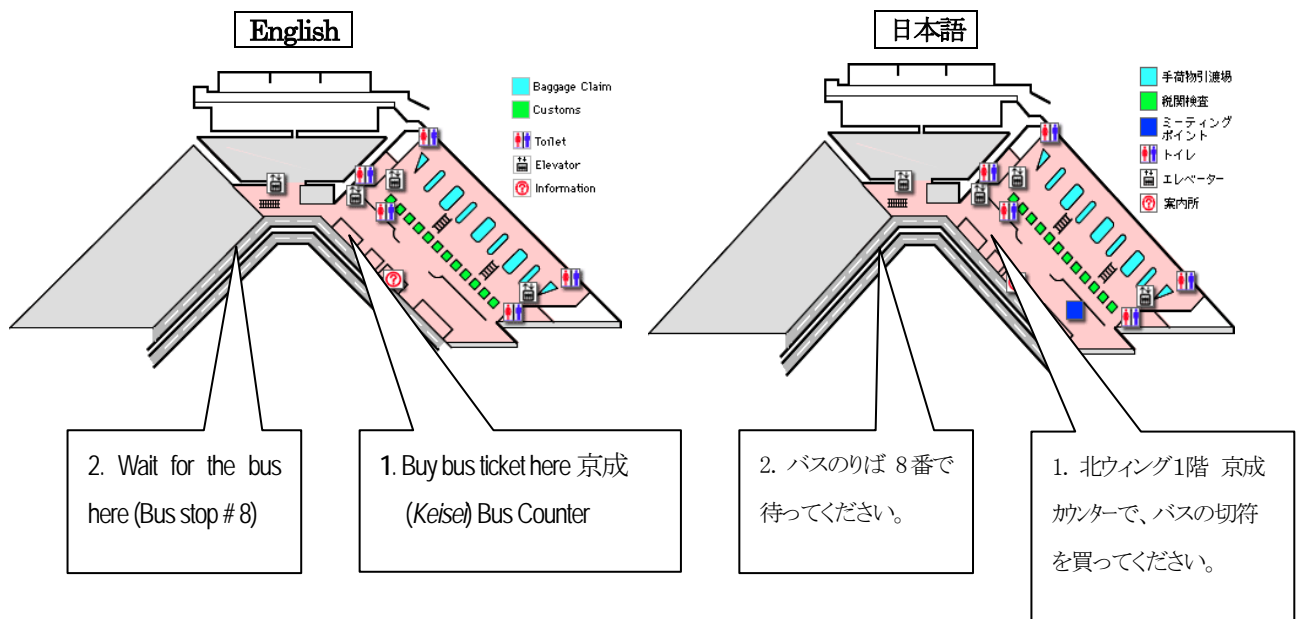 English
Baggage Claim
Customs
Toilet
Elevator
Information
2. Wait for the bus
here (Bus stop # 8)
1. Buy bus ticket here 京成
(Keisei) Bus Counter
日本語
手荷物引渡場
税関検査
ミーティング
ポイント
トイレ
エレベーター
案内所
2. バスのりば 8番で
待ってください。
1. 北ウィング1階 京成
カウンターで、バスの切符
を買ってください。